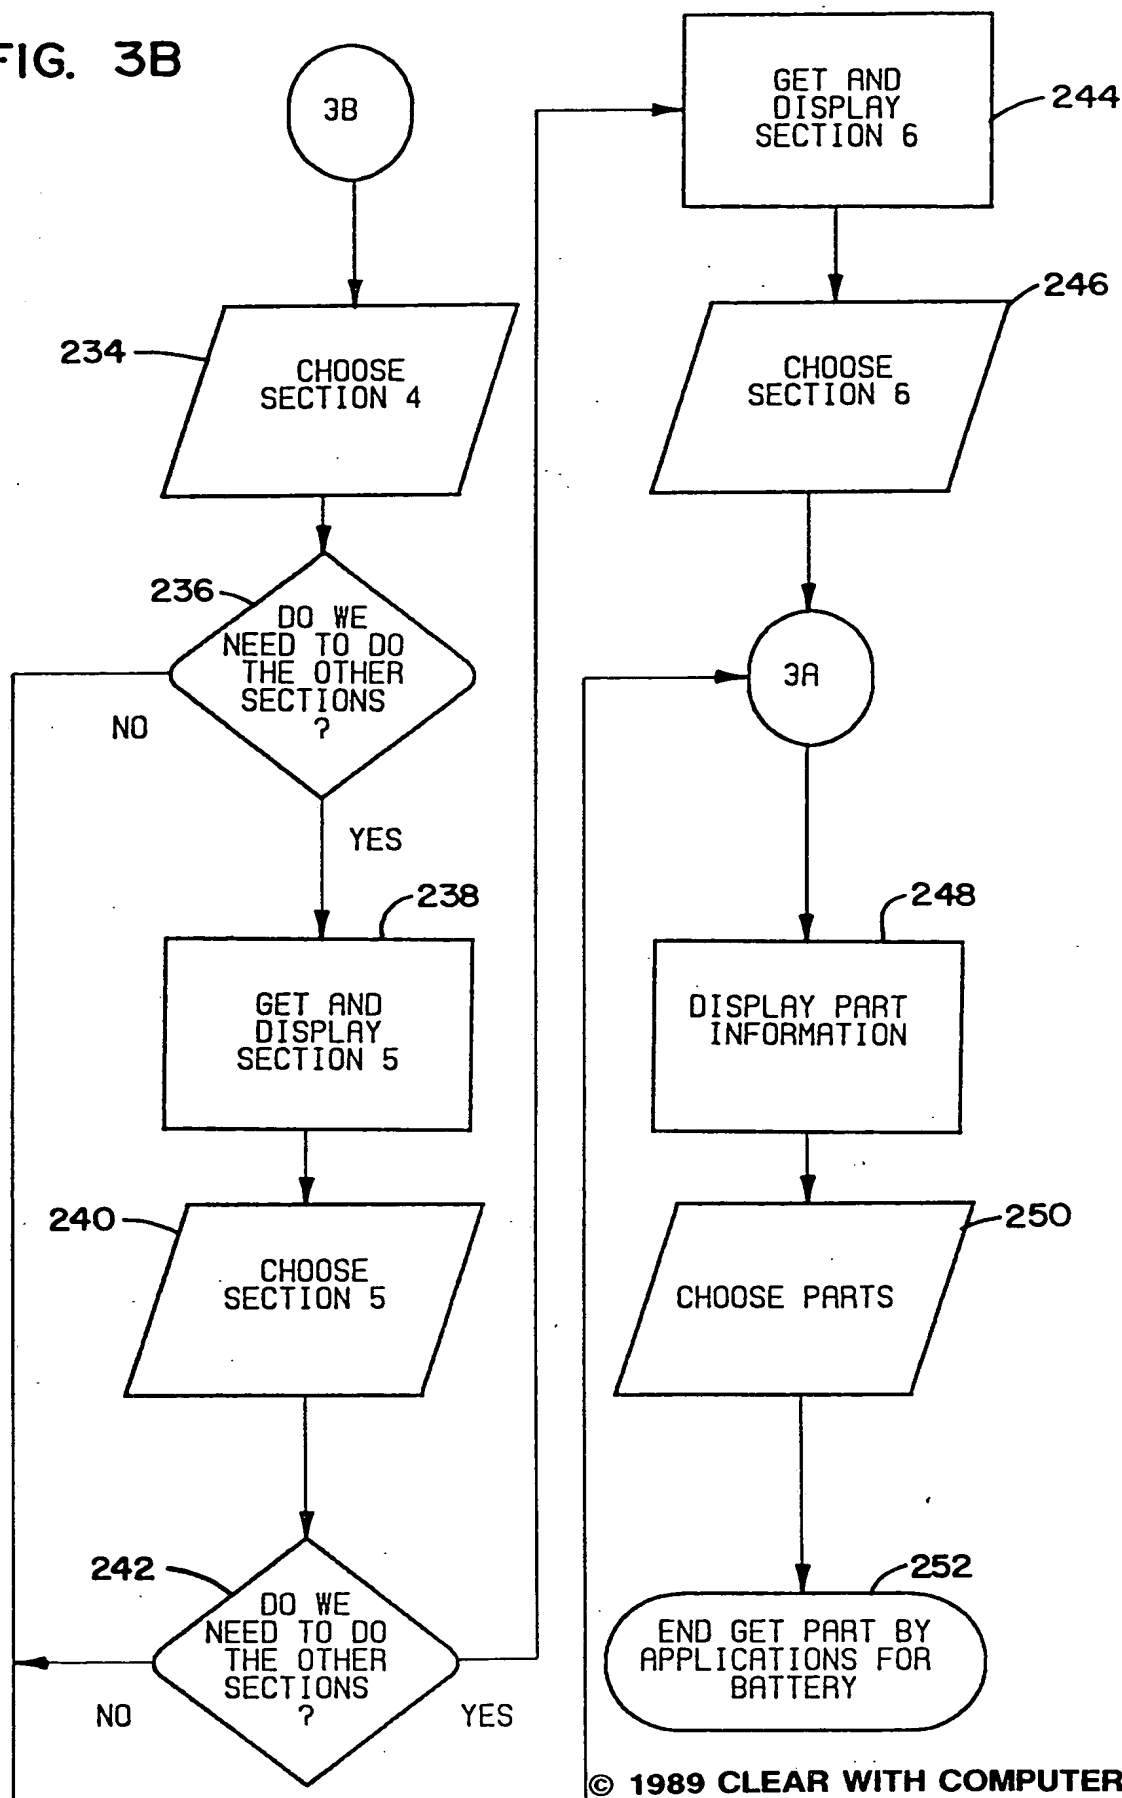 FIG. 3B
3B
234
CHOOSE
SECTION 4
236
DO WE
NEED TO DO
THE OTHER
SECTIONS
?
NO
YES
238
GET AND
DISPLAY
SECTION 5
240
CHOOSE
SECTION 5
242
DO WE
NEED TO DO
THE OTHER
SECTIONS
?
NO
YES
GET AND
DISPLAY
SECTION 6
244
246
CHOOSE
SECTION 6
3A
248
DISPLAY PART
INFORMATION
250
CHOOSE PARTS
252
END GET PART BY
APPLICATIONS FOR
BATTERY
© 1989 CLEAR WITH COMPUTER